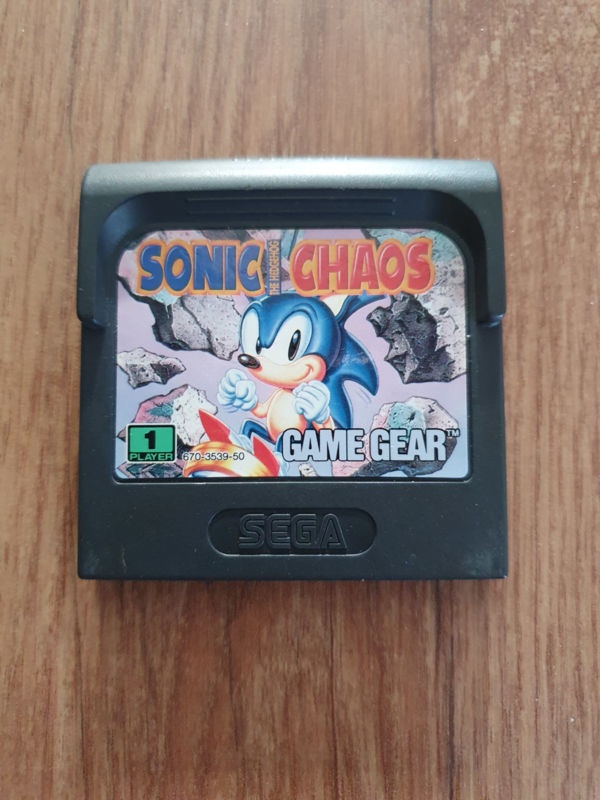 SONIC THE HEDGEHOG CHAOS
1
PLAYER
670-3539-50
GAME GEAR™
SEGA